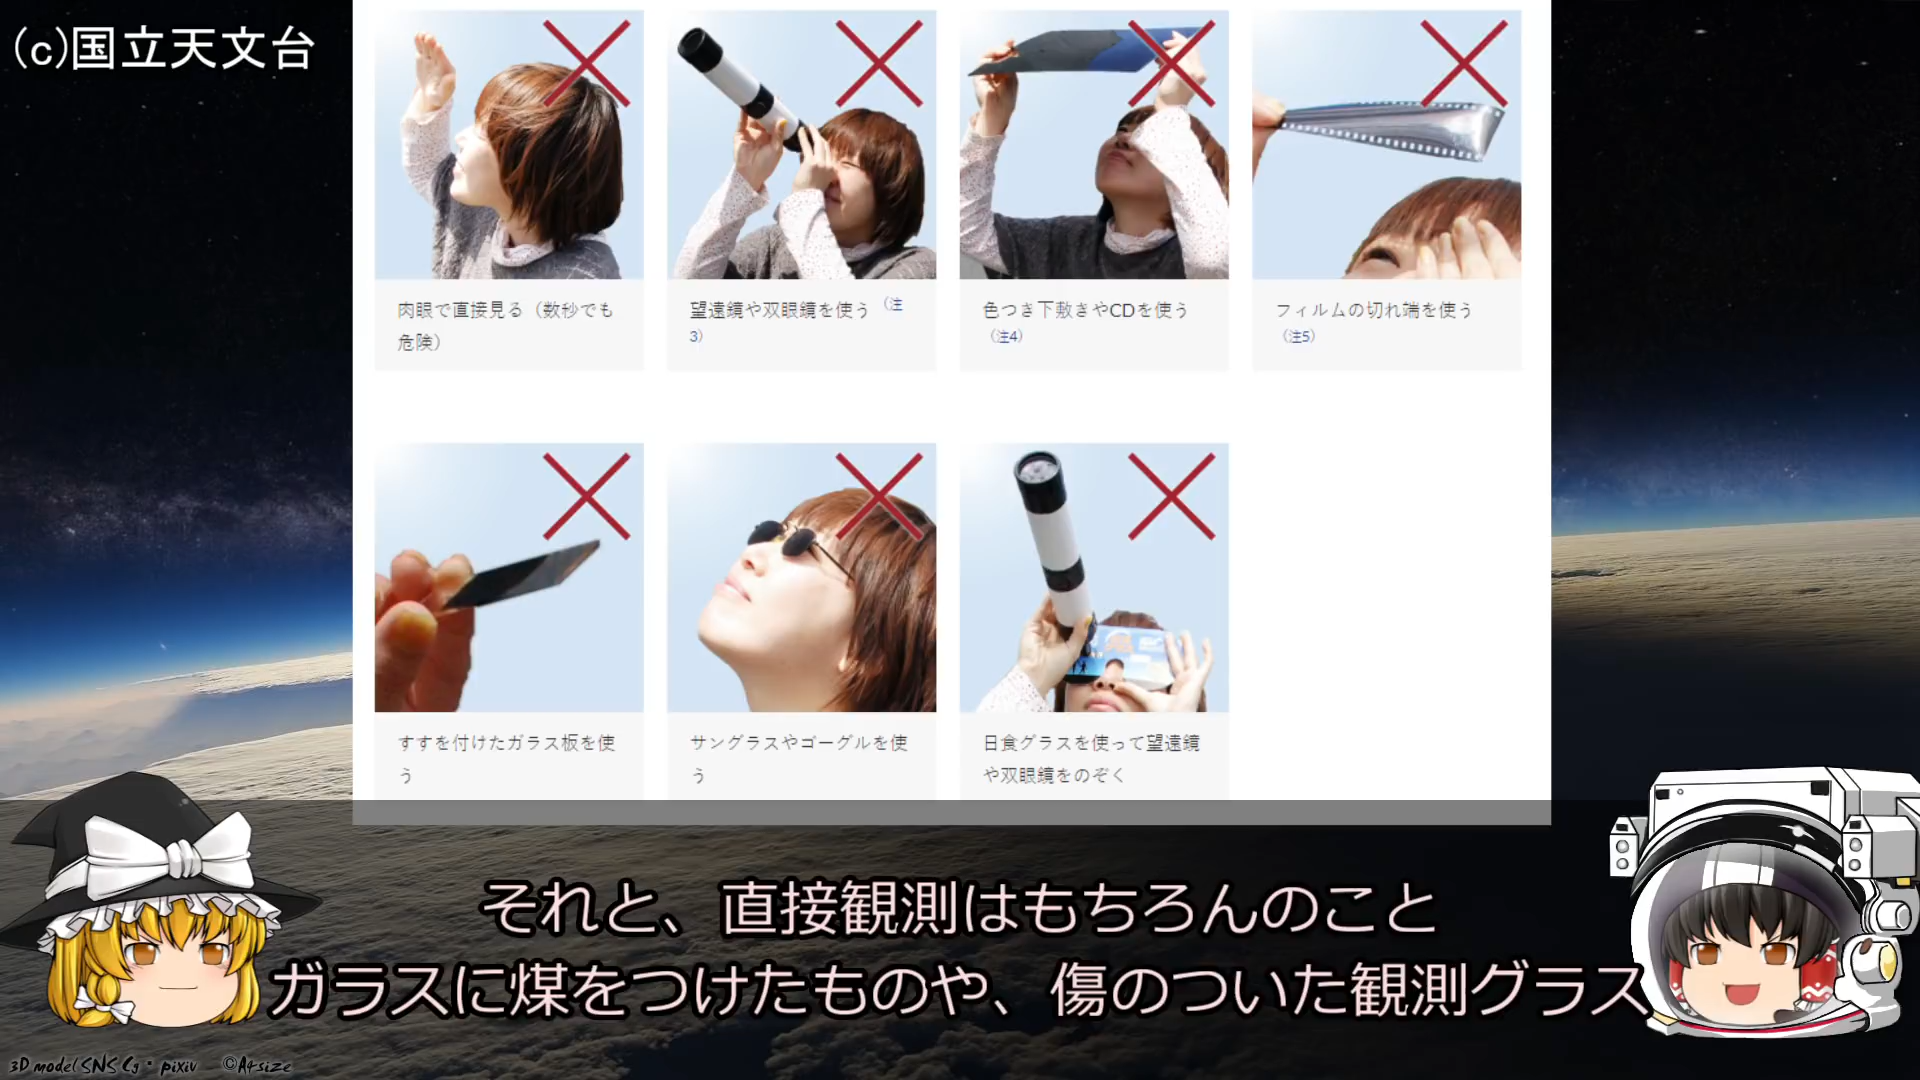 (c)国立天文台
肉眼で直接見る（数秒でも
危険）
望遠鏡や双眼鏡を使う （注
3）
色つき下敷きやCDを使う
（注4）
フィルムの切れ端を使う
（注5）
すすを付けたガラス板を使
う
サングラスやゴーグルを使
う
日食グラスを使って望遠鏡
や双眼鏡をのぞく
それと、直接観測はもちろんのこと
ガラスに煤をつけたものや、傷のついた観測グラス
3D model SNS Cg・pixiv ©A4size